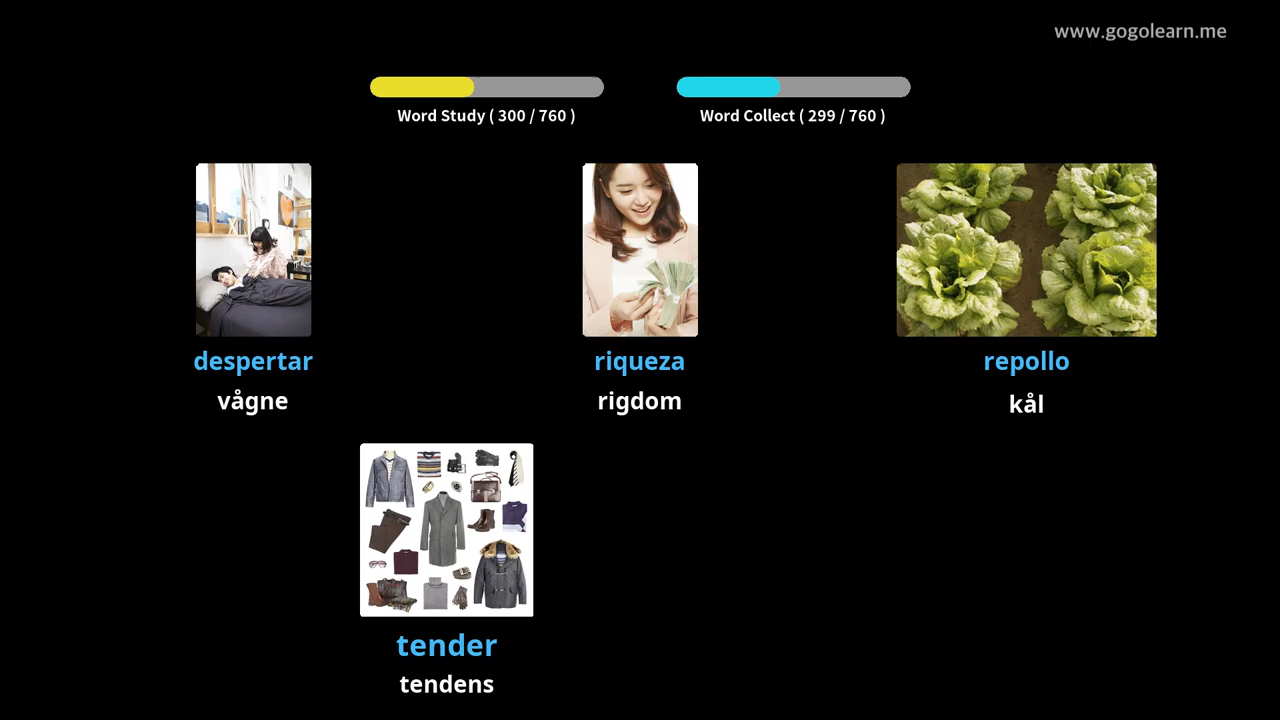 www.gogolearn.me
Word Study ( 300 / 760 )
Word Collect ( 299 / 760 )
despertar
riqueza
repollo
vågne
rigdom
kål
tender
tendens